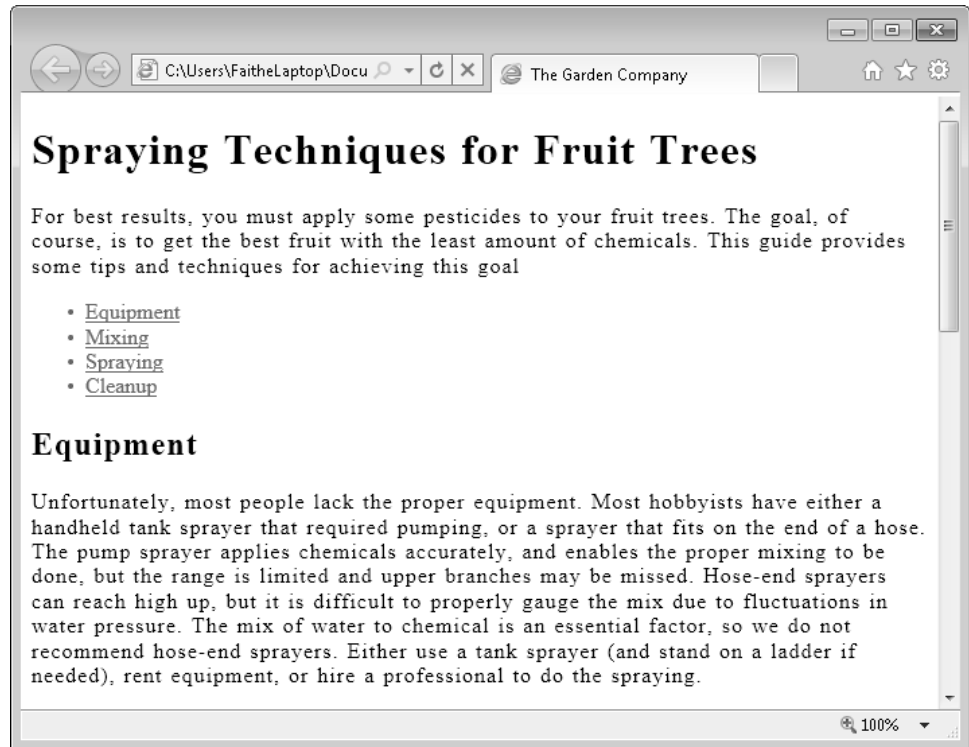 C:\Users\FaitheLaptop\Docu
The Garden Company
Spraying Techniques for Fruit Trees
For best results, you must apply some pesticides to your fruit trees. The goal, of
course, is to get the best fruit with the least amount of chemicals. This guide provides
some tips and techniques for achieving this goal
• Equipment
• Mixing
• Spraying
• Cleanup
Equipment
Unfortunately, most people lack the proper equipment. Most hobbyists have either a
handheld tank sprayer that required pumping, or a sprayer that fits on the end of a hose.
The pump sprayer applies chemicals accurately, and enables the proper mixing to be
done, but the range is limited and upper branches may be missed. Hose-end sprayers
can reach high up, but it is difficult to properly gauge the mix due to fluctuations in
water pressure. The mix of water to chemical is an essential factor, so we do not
recommend hose-end sprayers. Either use a tank sprayer (and stand on a ladder if
needed), rent equipment, or hire a professional to do the spraying.
100%